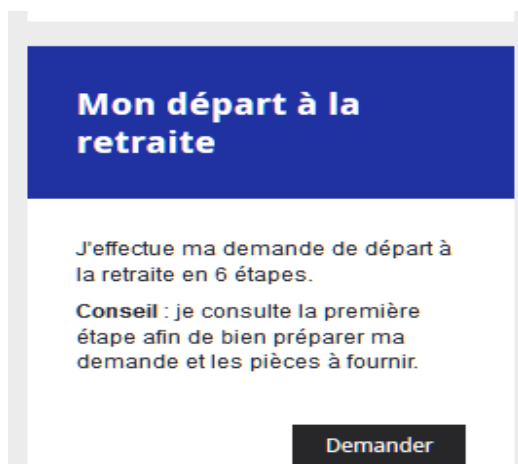 Mon départ à la
retraite
J'effectue ma demande de départ à
la retraite en 6 étapes.
Conseil : je consulte la première
étape afin de bien préparer ma
demande et les pièces à fournir.
Demander